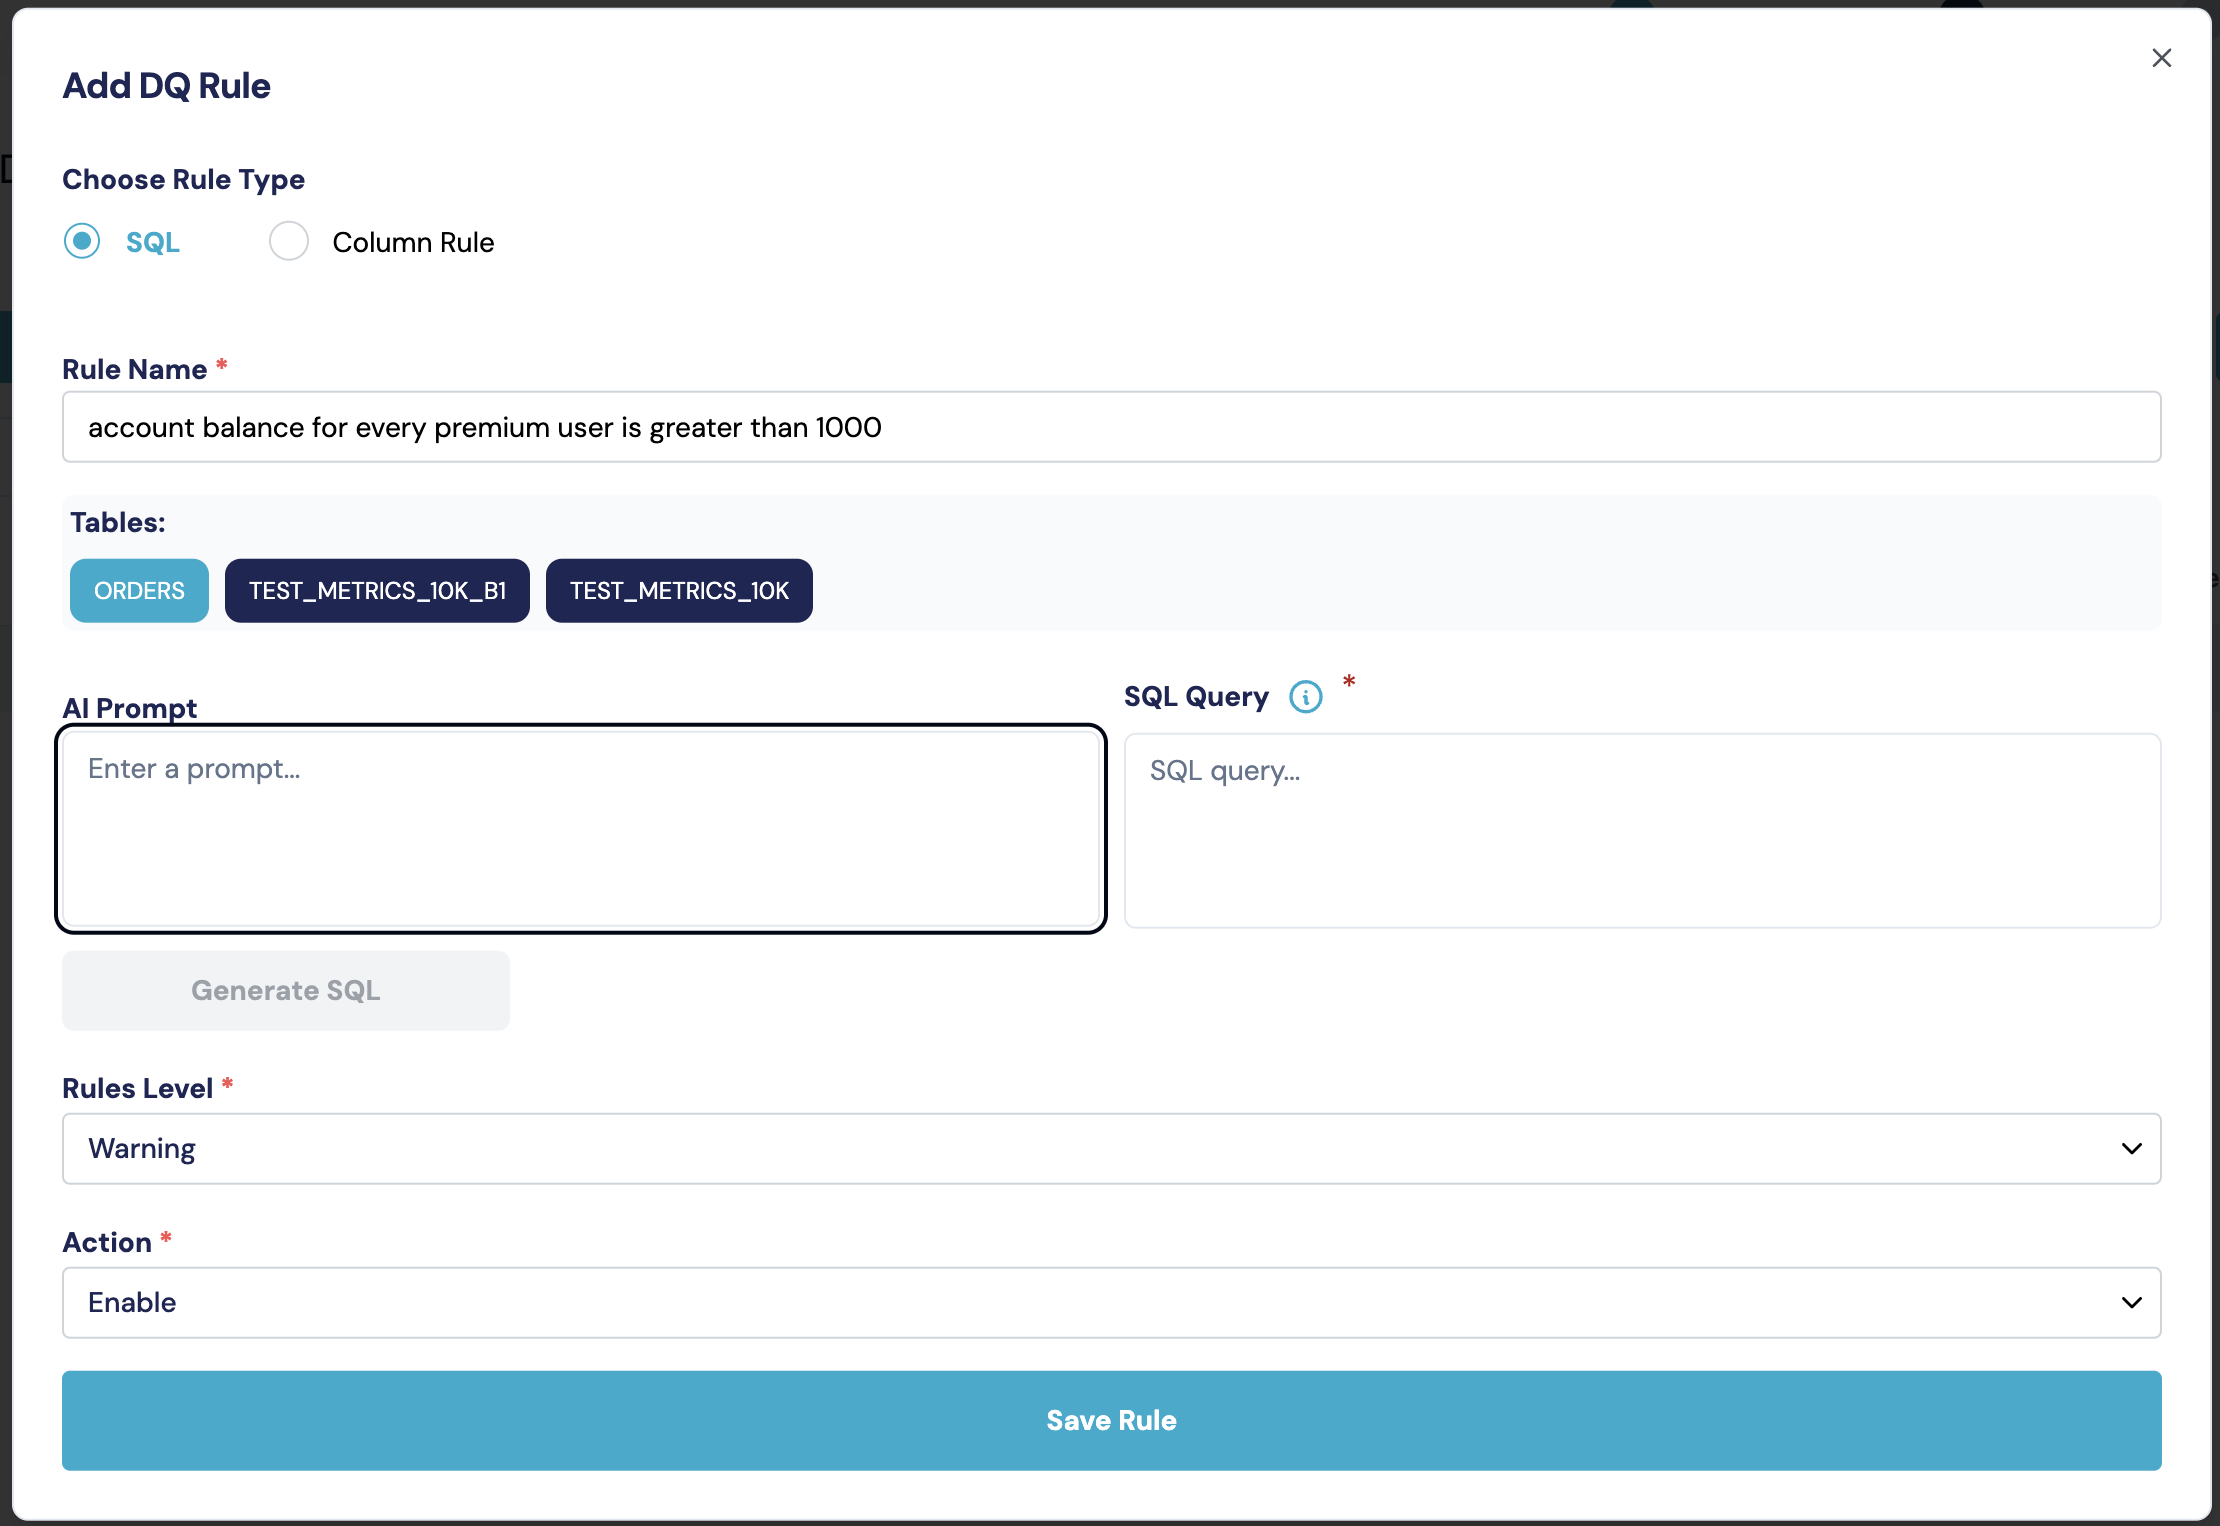 Add DQ Rule
Choose Rule Type
SQL
Column Rule
Rule Name *
account balance for every premium user is greater than 1000
Tables:
ORDERS
TEST_METRICS_10K_B1
TEST_METRICS_10K
AI Prompt
Enter a prompt...
SQL Query i *
SQL query...
Generate SQL
Rules Level *
Warning
Action *
Enable
Save Rule